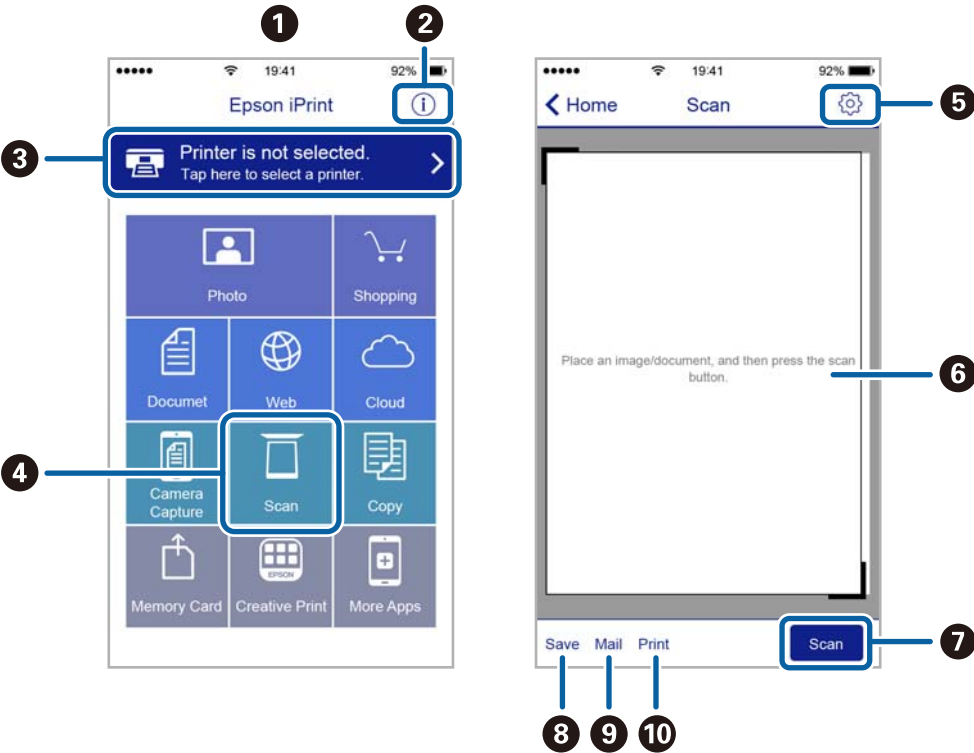 1
2
19:41
92%
Epson iPrint
i
3
Printer is not selected.
Tap here to select a printer.
Photo
Shopping
Documet
Web
Cloud
4
Camera
Capture
Scan
Copy
EPSON
Memory Card
Creative Print
More Apps
19:41
92%
Home
Scan
5
Place an image/document, and then press the scan
button.
6
Save
Mail
Print
Scan
7
8
9
10